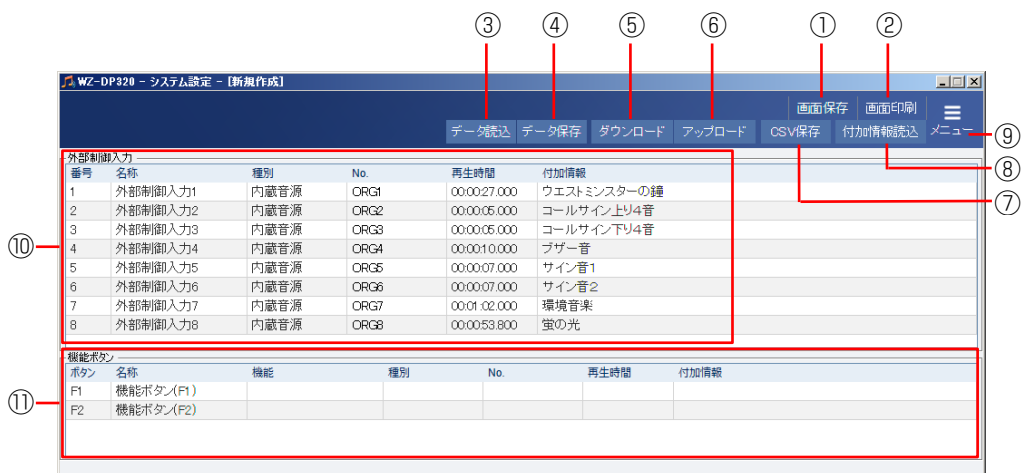 ③ ④ ⑤ ⑥ ① ②
WZ-DP320 - システム設定 - [新規作成]
画面保存 画面印刷
データ読込 データ保存 ダウンロード アップロード CSV保存 付加情報読込 メニュー ⑨
外部制御入力
⑧
番号 名称 種別 No. 再生時間 付加情報
1 外部制御入力1 内蔵音源 ORG1 00:00:27.000 ウエストミンスターの鐘
⑦
2 外部制御入力2 内蔵音源 ORG2 00:00:05.000 コールサイン上り4音
3 外部制御入力3 内蔵音源 ORG3 00:00:05.000 コールサイン下り4音
⑩
4 外部制御入力4 内蔵音源 ORG4 00:00:10.000 ブザー音
5 外部制御入力5 内蔵音源 ORG5 00:00:07.000 サイン音1
6 外部制御入力6 内蔵音源 ORG6 00:00:07.000 サイン音2
7 外部制御入力7 内蔵音源 ORG7 00:01:02.000 環境音楽
8 外部制御入力8 内蔵音源 ORG8 00:00:53.800 蛍の光
機能ボタン
ボタン 名称 機能 種別 No. 再生時間 付加情報
F1 機能ボタン(F1)
⑪
F2 機能ボタン(F2)